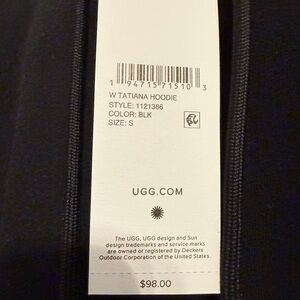 1 94715 71510 3
W TATIANA HOODIE
STYLE: 1121386
COLOR: BLK
SIZE: S
UGG.COM
The UGG, UGG design and Sun
design trademarks and service marks
are owned or registered by Deckers
Outdoor Corporation of the United States.
$98.00